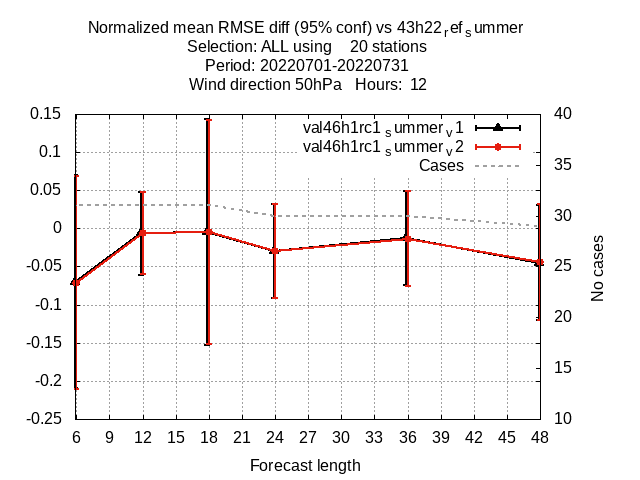 Normalized mean RMSE diff (95% conf) vs 43h22ref summer
Selection: ALL using 20 stations
Period: 20220701-20220731
Wind direction 50hPa Hours: 12
val46h1rc1summerv1
val46h1rc1summerv2
Cases
0.15
0.1
0.05
0
-0.05
-0.1
-0.15
-0.2
-0.25
40
35
30
25
20
15
10
No cases
6 9 12 15 18 21 24 27 30 33 36 39 42 45 48
Forecast length